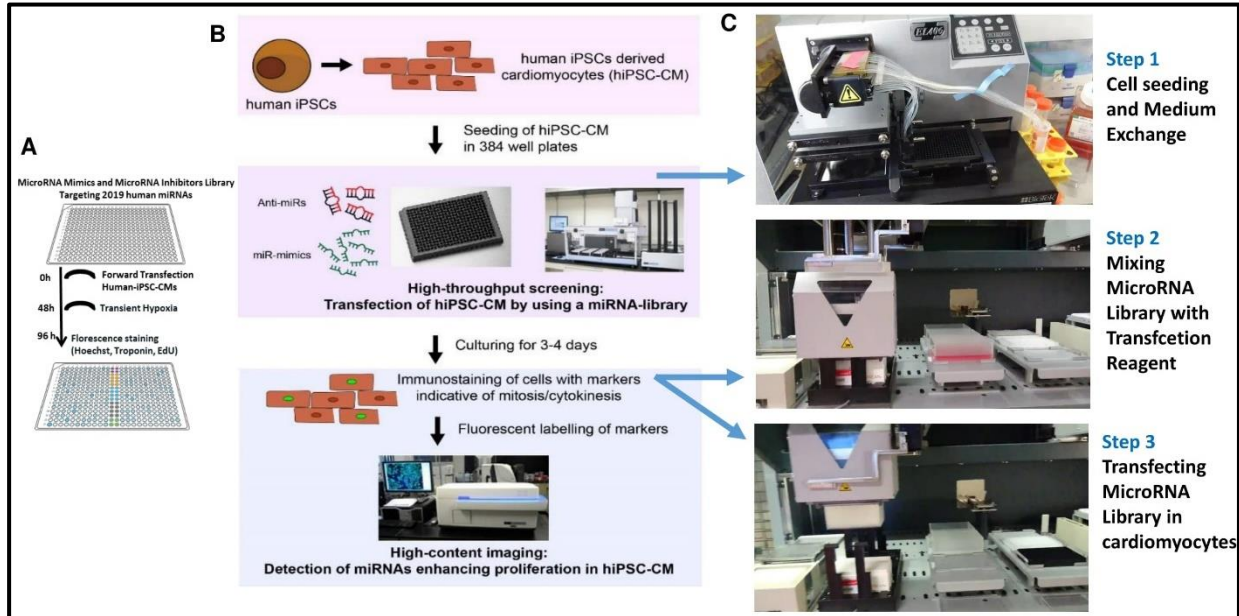 A
MicroRNA Mimics and MicroRNA Inhibitors Library
Targeting 2019 human miRNAs
0h
Forward Transfection
Human-iPSC-CMs
48h
Transient Hypoxia
96 h
Florescence staining
(Hoechst, Troponin, EdU)
B
human iPSCs
human iPSCs derived
cardiomyocytes (hiPSC-CM)
Seeding of hiPSC-CM
in 384 well plates
Anti-miRs
miR-mimics
High-throughput screening:
Transfection of hiPSC-CM by using a miRNA-library
Culturing for 3-4 days
Immunostaining of cells with markers
indicative of mitosis/cytokinesis
Fluorescent labelling of markers
High-content imaging:
Detection of miRNAs enhancing proliferation in hiPSC-CM
C
EL406
Step 1
Cell seeding
and Medium
Exchange
Step 2
Mixing
MicroRNA
Library with
Transfcetion
Reagent
Step 3
Transfecting
MicroRNA
Library in
cardiomyocytes